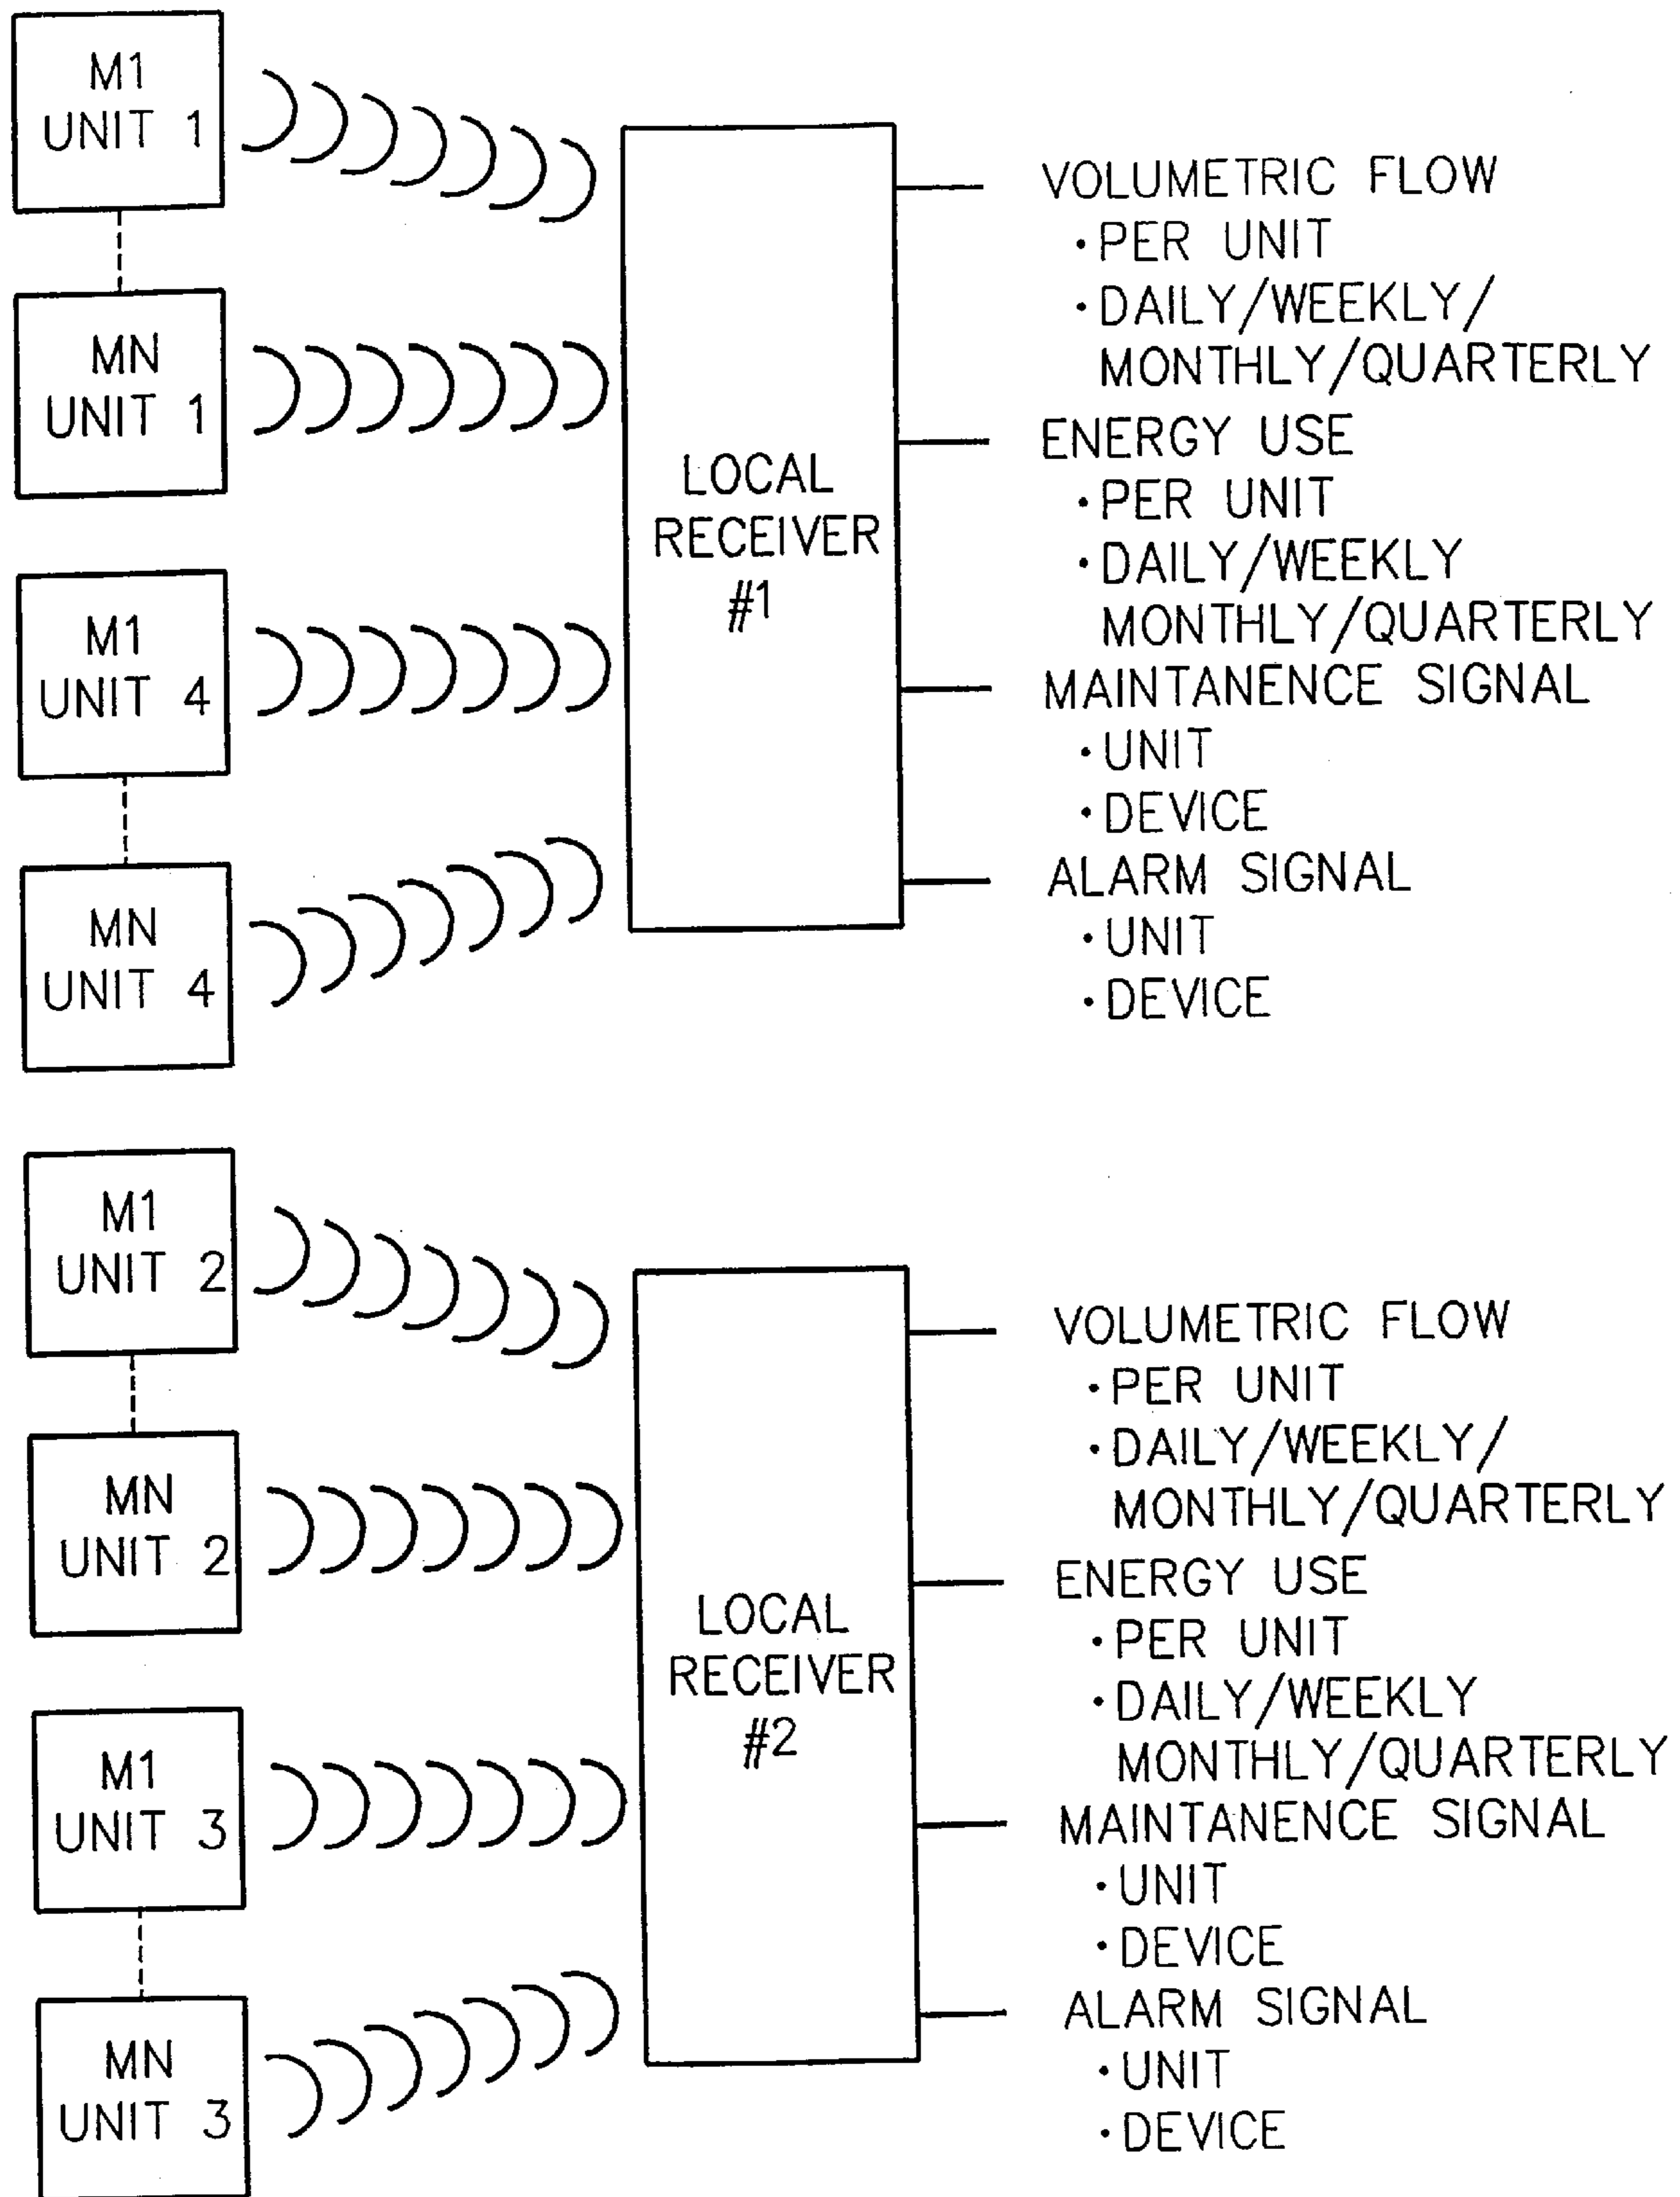 M1
UNIT 1
MN
UNIT 1
M1
UNIT 4
MN
UNIT 4
LOCAL
RECEIVER
#1
VOLUMETRIC FLOW
·PER UNIT
·DAILY/WEEKLY/
MONTHLY/QUARTERLY
ENERGY USE
·PER UNIT
·DAILY/WEEKLY
MONTHLY/QUARTERLY
MAINTANENCE SIGNAL
·UNIT
·DEVICE
ALARM SIGNAL
·UNIT
·DEVICE
M1
UNIT 2
MN
UNIT 2
M1
UNIT 3
MN
UNIT 3
LOCAL
RECEIVER
#2
VOLUMETRIC FLOW
·PER UNIT
·DAILY/WEEKLY/
MONTHLY/QUARTERLY
ENERGY USE
·PER UNIT
·DAILY/WEEKLY
MONTHLY/QUARTERLY
MAINTANENCE SIGNAL
·UNIT
·DEVICE
ALARM SIGNAL
·UNIT
·DEVICE